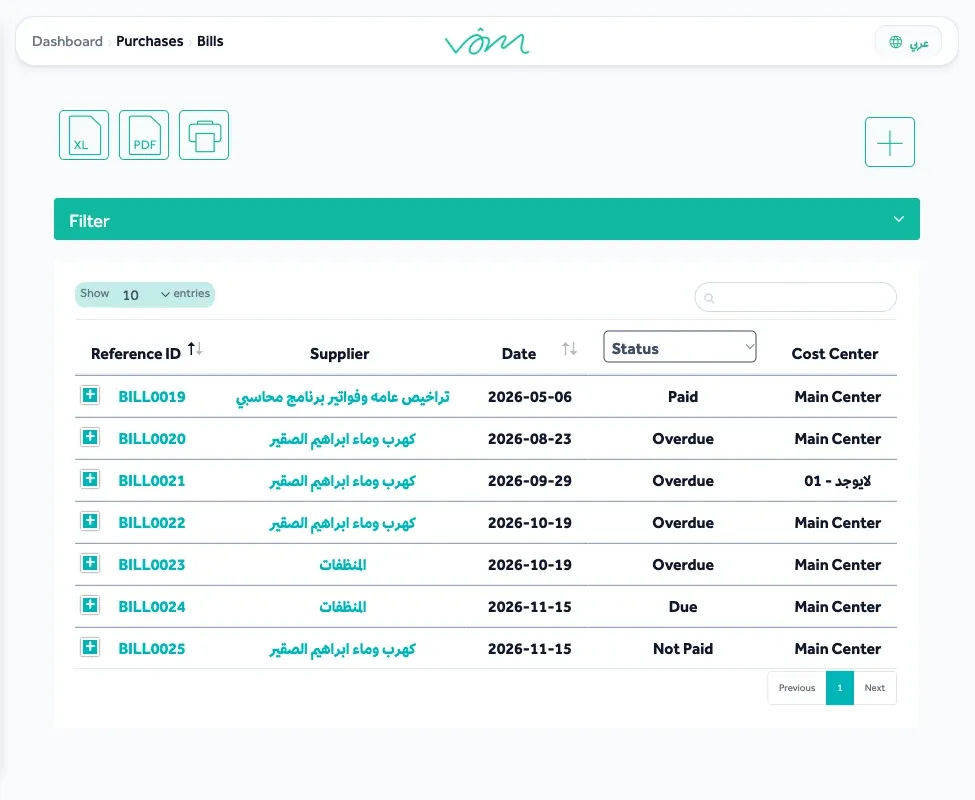 Dashboard › Purchases › Bills
vôm
عربي
XL PDF
Filter
Show 10 entries
Reference ID Supplier Date Status Cost Center
BILL0019 تراخيص عامه وفواتير برنامج محاسبي 2026-05-06 Paid Main Center
BILL0020 كهرب وماء ابراهيم الصقير 2026-08-23 Overdue Main Center
BILL0021 كهرب وماء ابراهيم الصقير 2026-09-29 Overdue لايوجد - 01
BILL0022 كهرب وماء ابراهيم الصقير 2026-10-19 Overdue Main Center
BILL0023 المنظفات 2026-10-19 Overdue Main Center
BILL0024 المنظفات 2026-11-15 Due Main Center
BILL0025 كهرب وماء ابراهيم الصقير 2026-11-15 Not Paid Main Center
Previous 1 Next